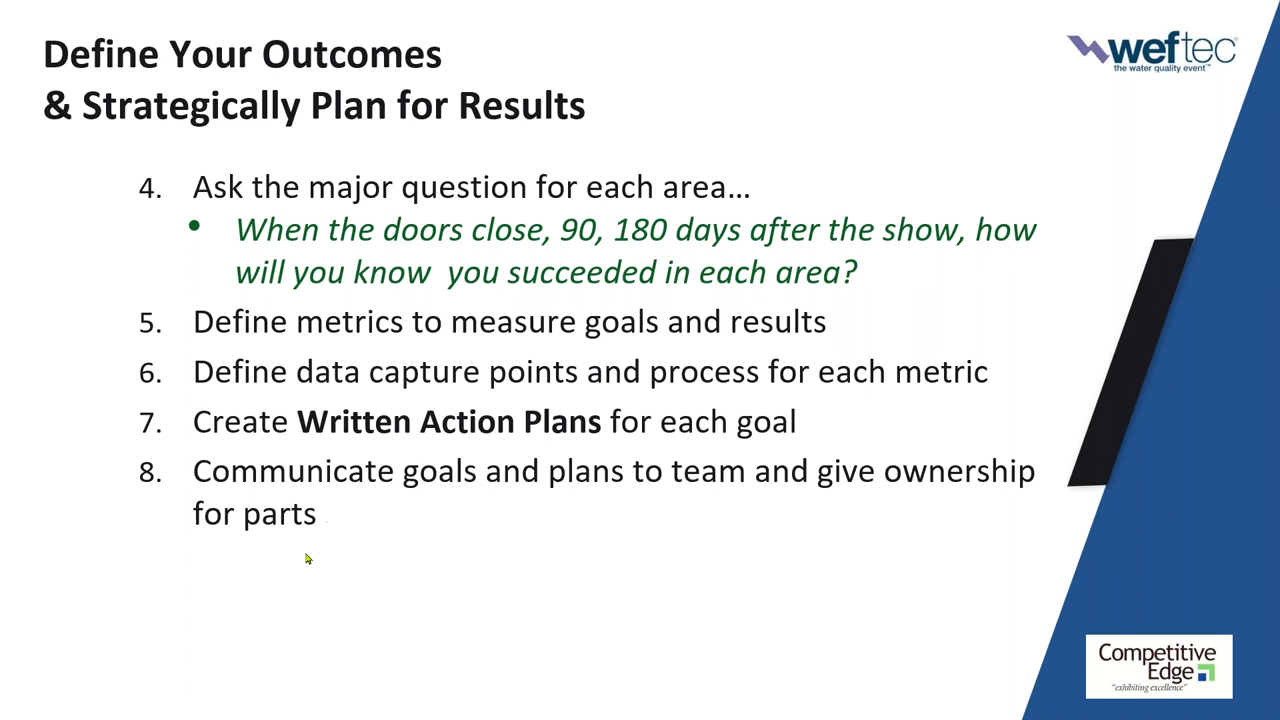 Define Your Outcomes
& Strategically Plan for Results
weftec®
the water quality event™
4. Ask the major question for each area…
• When the doors close, 90, 180 days after the show, how
will you know you succeeded in each area?
5. Define metrics to measure goals and results
6. Define data capture points and process for each metric
7. Create Written Action Plans for each goal
8. Communicate goals and plans to team and give ownership
for parts
Competitive
Edge
"exhibiting excellence"